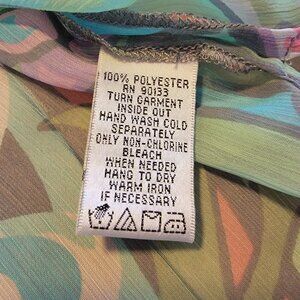 100% POLYESTER
RN 90133
TURN GARMENT
INSIDE OUT
HAND WASH COLD
SEPARATELY
ONLY NON-CHLORINE
BLEACH
WHEN NEEDED
HANG TO DRY
WARM IRON
IF NECESSARY